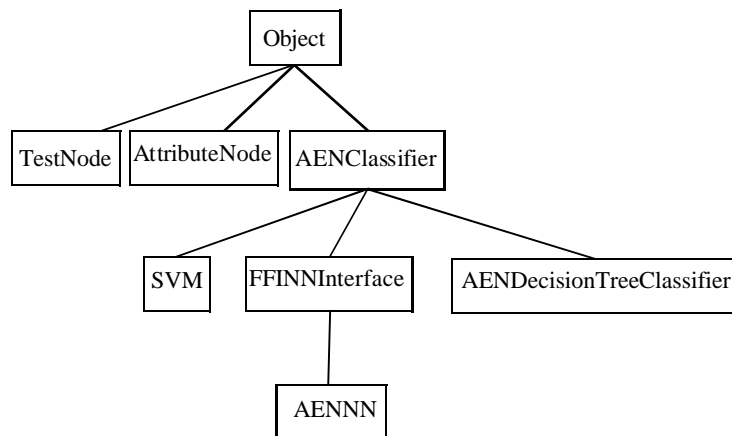 Object
TestNode
AttributeNode
AENClassifier
SVM
FFINNInterface
AENDecisionTreeClassifier
AENNN